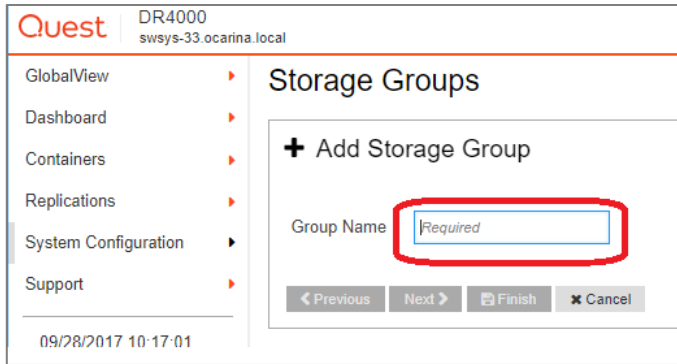 Quest
DR4000
swsys-33.ocarina.local
GlobalView
Dashboard
Containers
Replications
System Configuration
Support
09/28/2017 10:17:01
Storage Groups
Add Storage Group
Group Name Required
Previous Next Finish Cancel